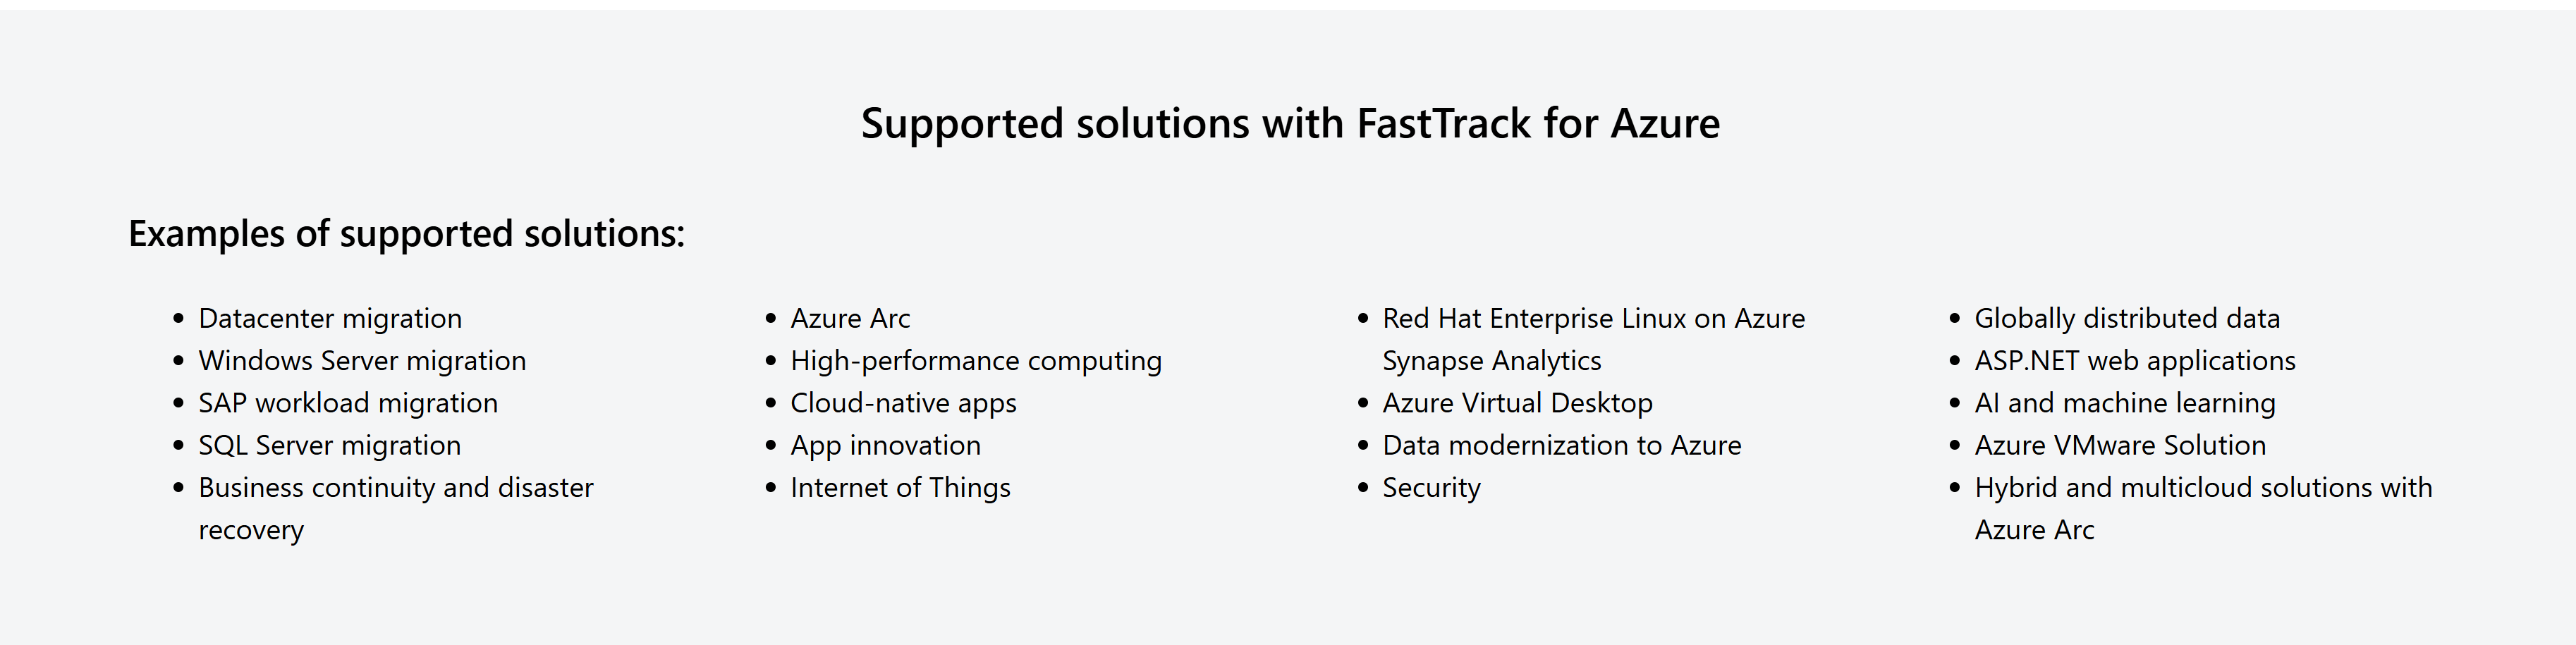 Supported solutions with FastTrack for Azure
Examples of supported solutions:
Datacenter migration
Windows Server migration
SAP workload migration
SQL Server migration
Business continuity and disaster
recovery
Azure Arc
High-performance computing
Cloud-native apps
App innovation
Internet of Things
Red Hat Enterprise Linux on Azure
Synapse Analytics
Azure Virtual Desktop
Data modernization to Azure
Security
Globally distributed data
ASP.NET web applications
AI and machine learning
Azure VMware Solution
Hybrid and multicloud solutions with
Azure Arc